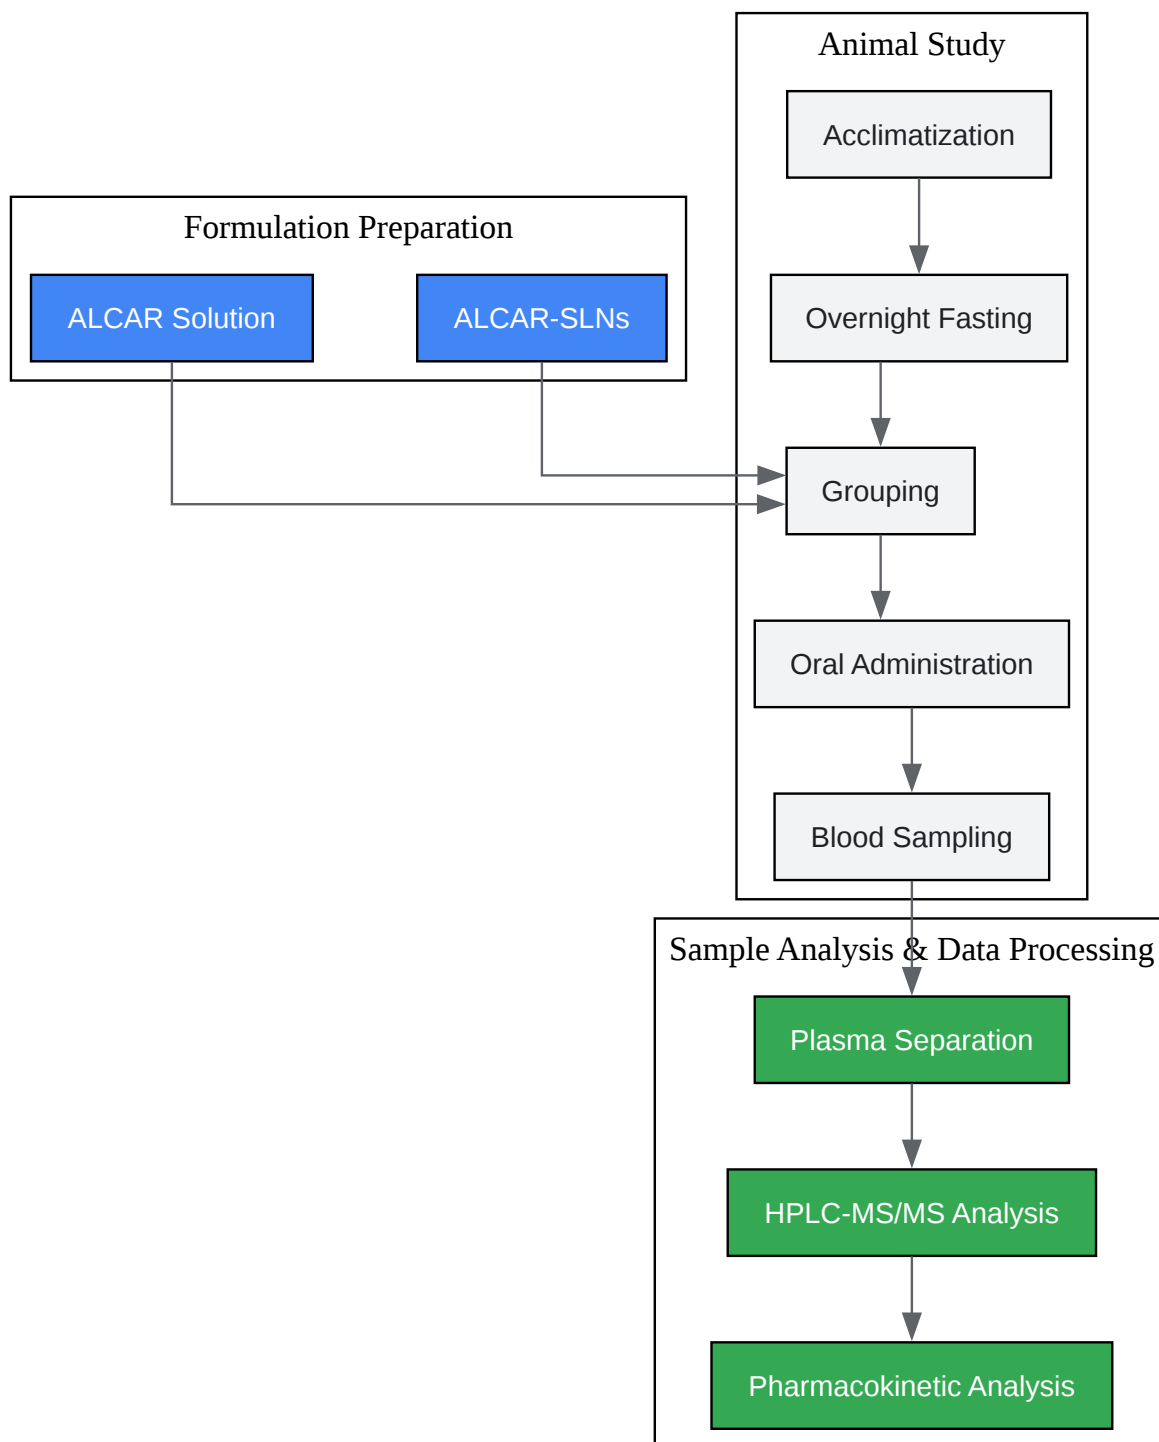 Animal Study
Acclimatization
Formulation Preparation
ALCAR Solution
ALCAR-SLNs
Overnight Fasting
Grouping
Oral Administration
Blood Sampling
Sample Analysis & Data Processing
Plasma Separation
HPLC-MS/MS Analysis
Pharmacokinetic Analysis